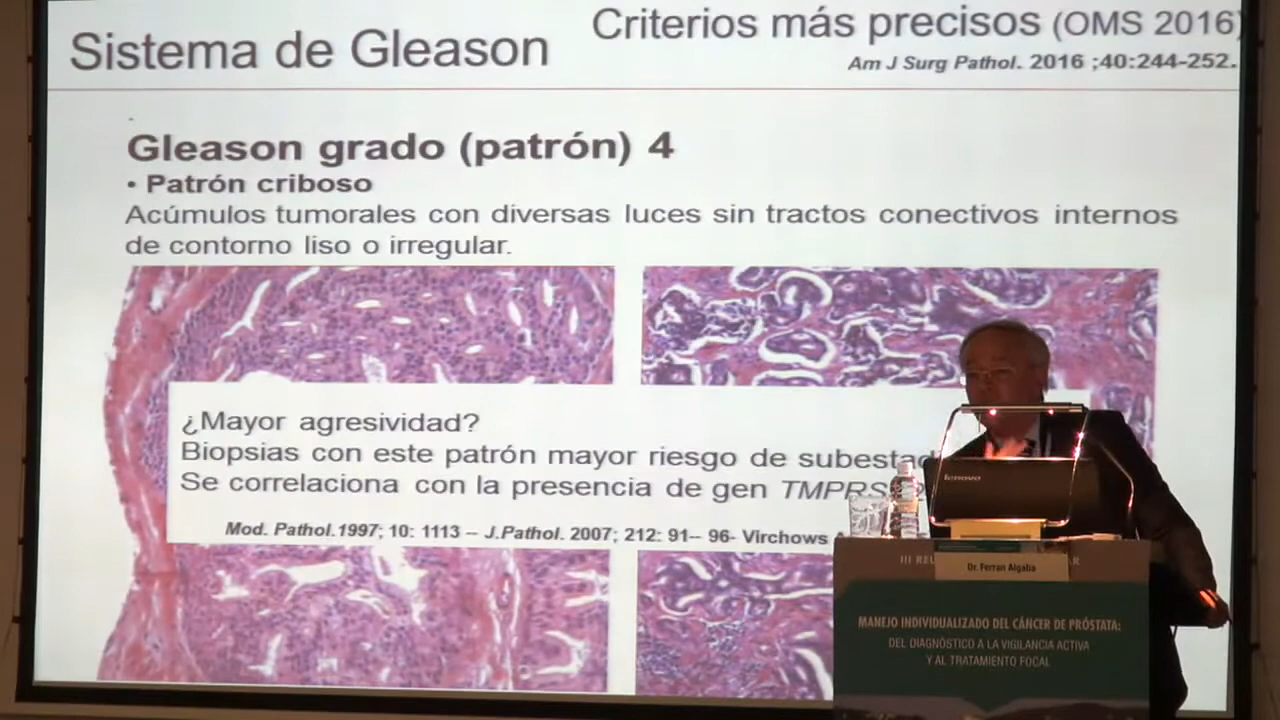 Sistema de Gleason
Criterios más precisos (OMS 2016)
Am J Surg Pathol. 2016 ;40:244-252.
Gleason grado (patrón) 4
• Patrón criboso
Acúmulos tumorales con diversas luces sin tractos conectivos internos
de contorno liso o irregular.
¿Mayor agresividad?
Biopsias con este patrón mayor riesgo de
Se correlaciona con la presencia de gen
Mod. Pathol.1997; 10: 1113 – J.Pathol. 2007; 212: 91-- 96- Virchows
lenovo
III
Dr. Ferran Algaba
MANEJO INDIVIDUALIZADO DEL CÁNCER DE PRÓSTATA:
DEL DIAGNÓSTICO A LA VIGILANCIA ACTIVA
Y AL TRATAMIENTO FOCAL